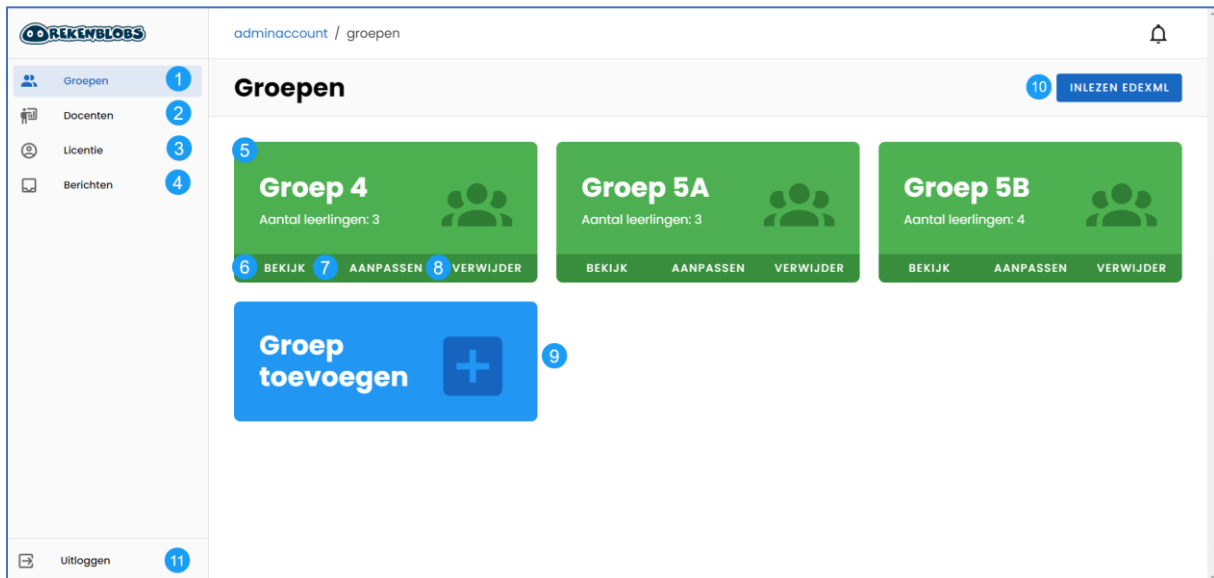 REKENBLOBS
adminaccount / groepen
Groepen 1
Docenten 2
Licentie 3
Berichten 4
Groepen
10 INLEZEN EDEXML
5
Groep 4
Aantal leerlingen: 3
6 BEKIJK 7 AANPASSEN 8 VERWIJDER
Groep 5A
Aantal leerlingen: 3
BEKIJK AANPASSEN VERWIJDER
Groep 5B
Aantal leerlingen: 4
BEKIJK AANPASSEN VERWIJDER
Groep
toevoegen
9
Uitloggen 11